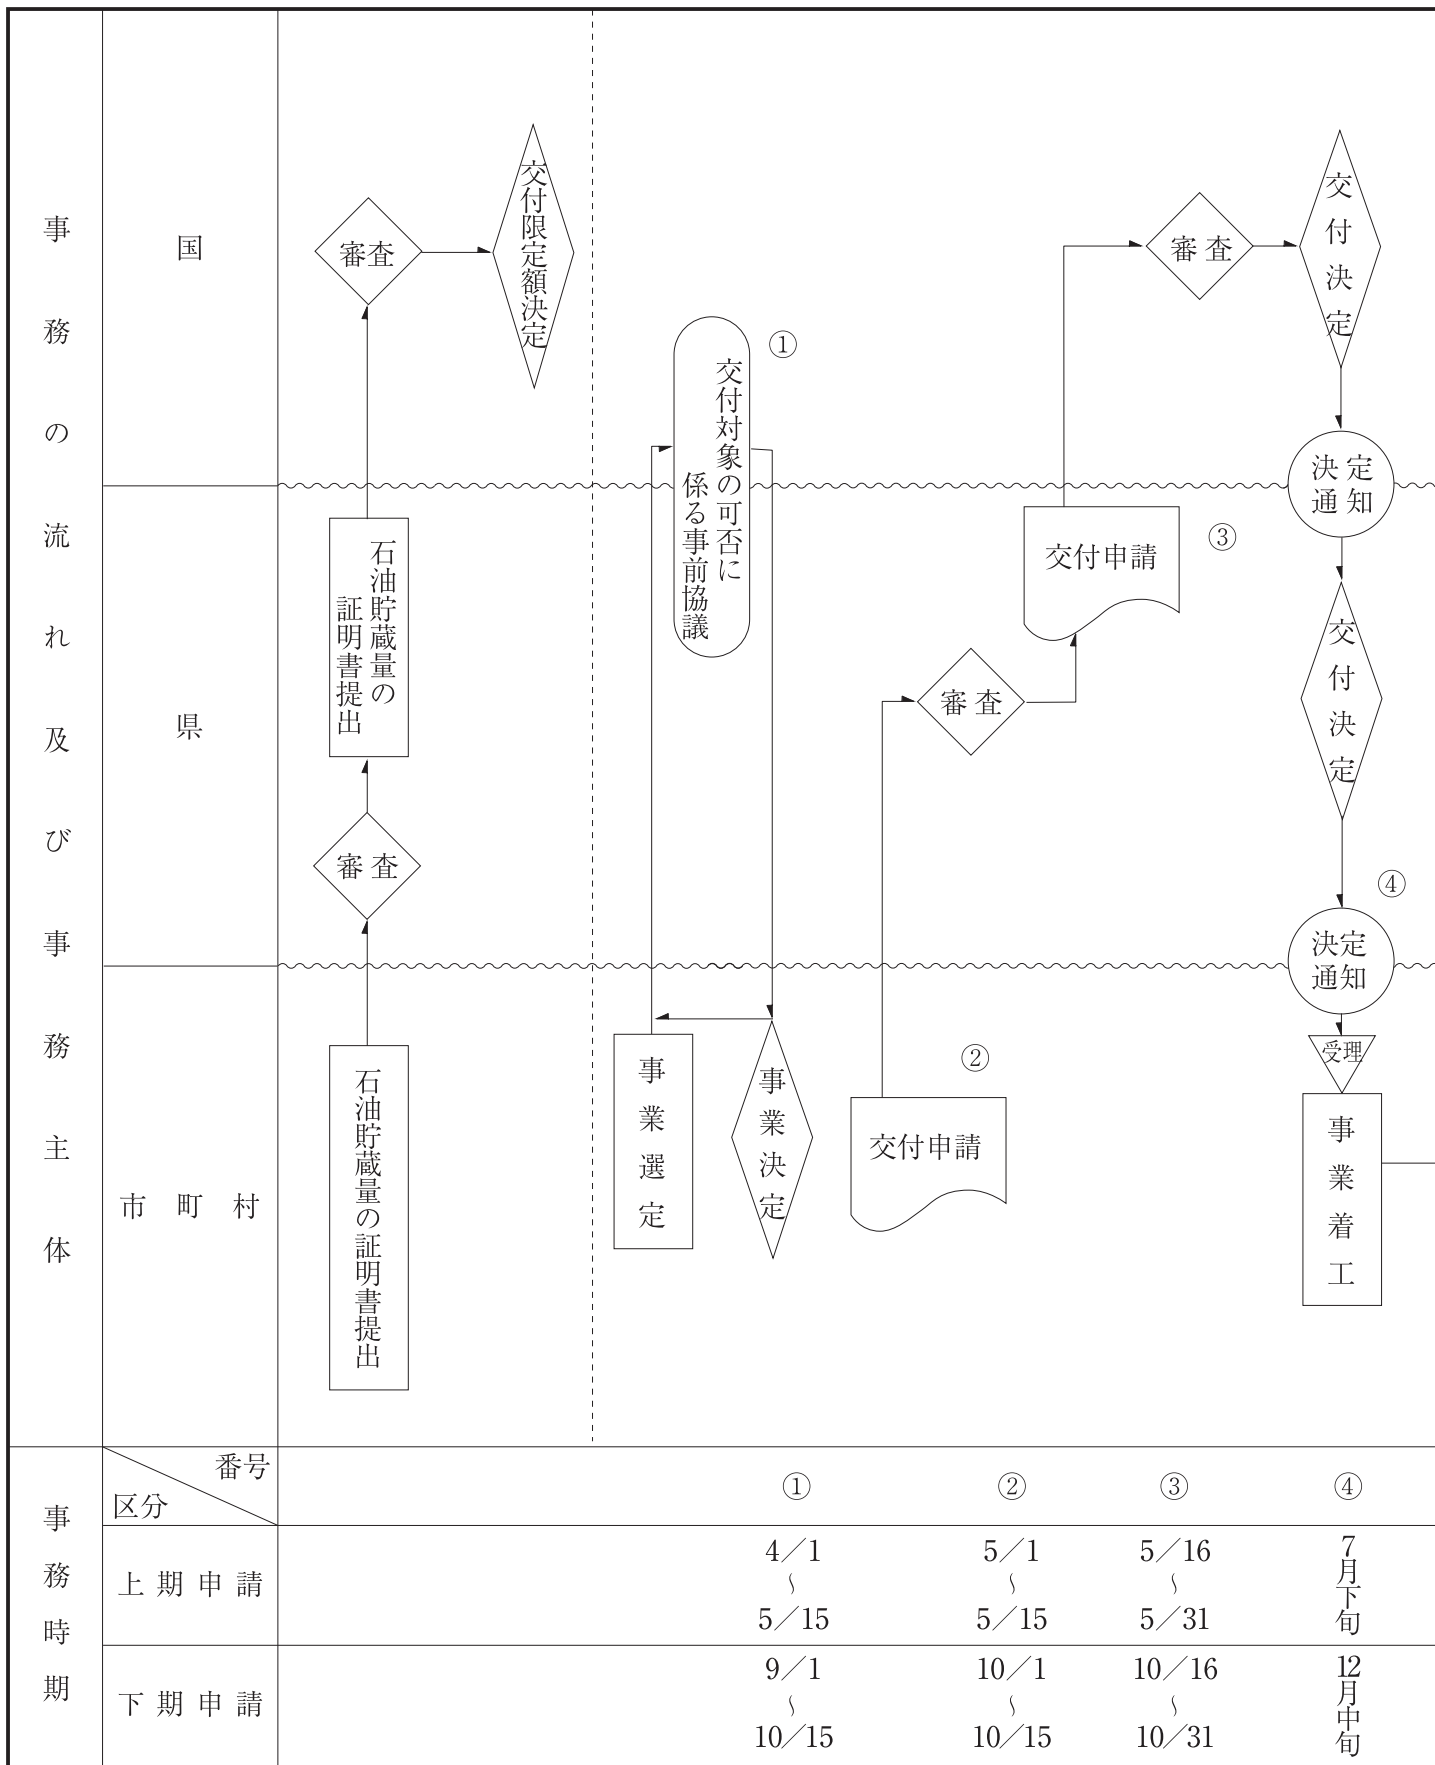 事務の流れ及び事務主体
国
県
市町村
石油貯蔵量の証明書提出
審査
石油貯蔵量の
証明書提出
審査
交付限定額決定
事業選定
①
交付対象の可否に
係る事前協議
事業決定
②
交付申請
審査
③
交付申請
審査
交付決定
決定
通知
交付決定
④
決定
通知
受理
事業着工
事務時期
番号
区分
①
②
③
④
上期申請
4/1
~
5/15
5/1
~
5/15
5/16
~
5/31
7月下旬
下期申請
9/1
~
10/15
10/1
~
10/15
10/16
~
10/31
12月中旬